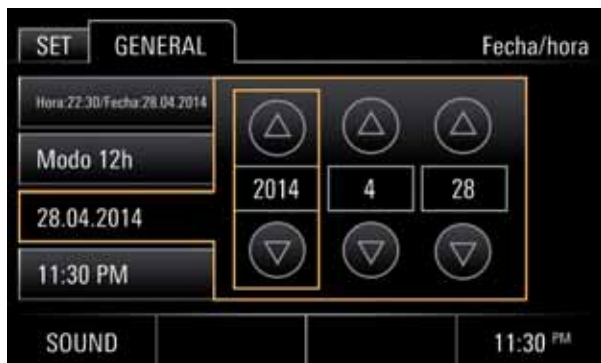 SET GENERAL Fecha/hora
Hora:22:30/Fecha:28.04.2014
Modo 12h
2014 4 28
28.04.2014
11:30 PM
SOUND 11:30 PM